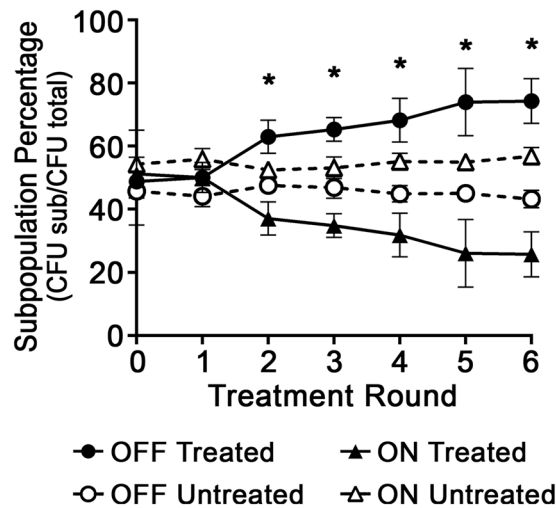 Subpopulation Percentage
(CFU sub/CFU total)
100
80
60
40
20
0
* * * * *
0 1 2 3 4 5 6
Treatment Round
OFF Treated ON Treated
OFF Untreated ON Untreated